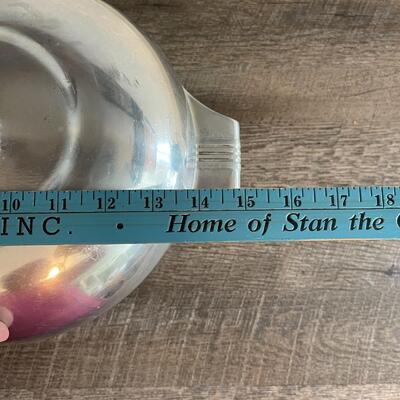 10 11 12 13 14 15 16 17 18
INC. • Home of Stan the